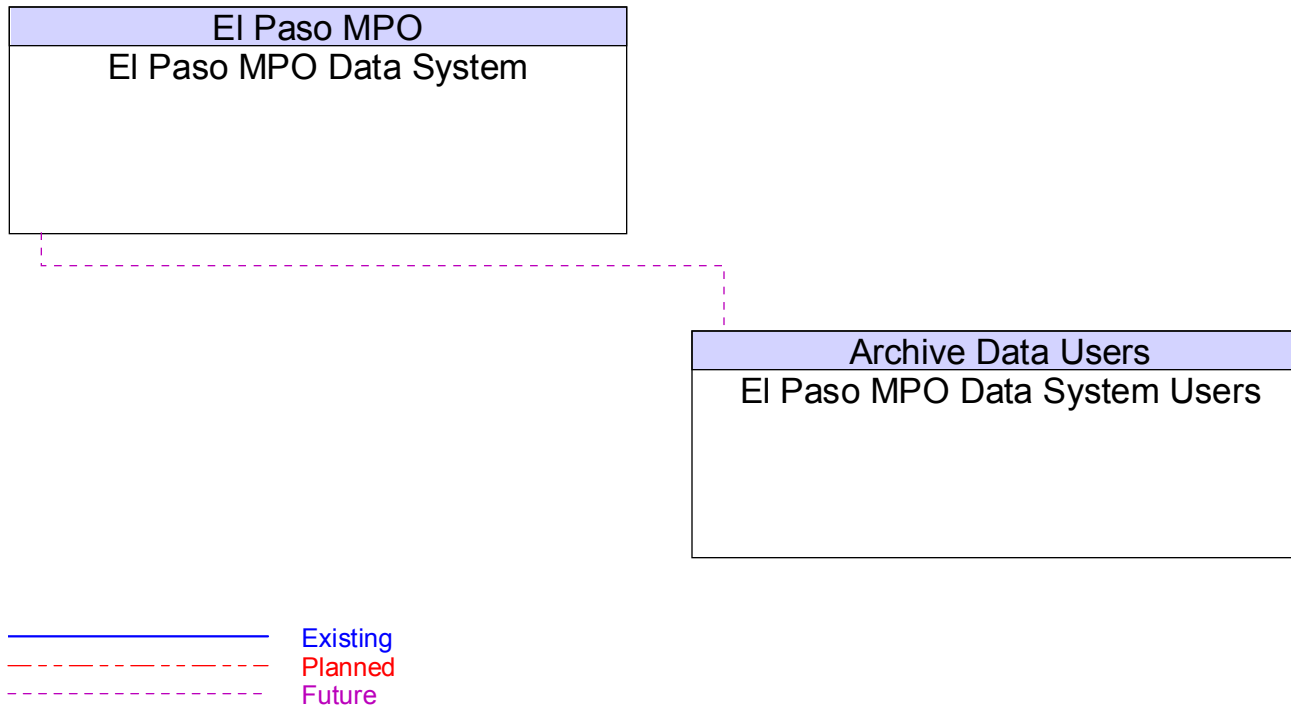 El Paso MPO
El Paso MPO Data System
Archive Data Users
El Paso MPO Data System Users
Existing
Planned
Future